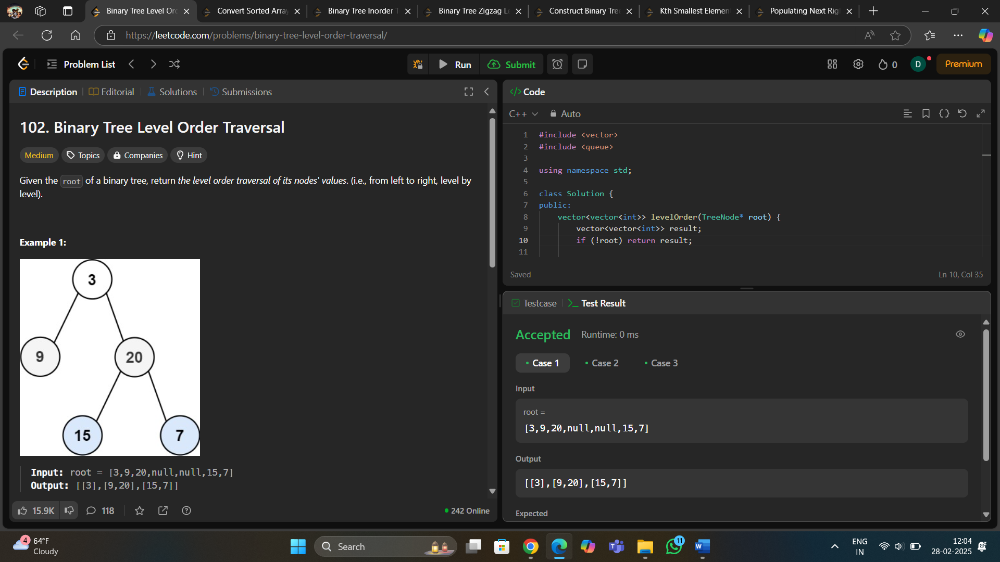 Binary Tree Level Orc
Convert Sorted Array
Binary Tree Inorder T
Binary Tree Zigzag Le
Construct Binary Tree
Kth Smallest Elemen
Populating Next Rig
https://leetcode.com/problems/binary-tree-level-order-traversal/
Problem List
Run
Submit
0
D
Premium
Description
Editorial
Solutions
Submissions
102. Binary Tree Level Order Traversal
Medium
Topics
Companies
Hint
Given the root of a binary tree, return the level order traversal of its nodes' values. (i.e., from left to right, level by
level).
Example 1:
3
9
20
15
7
Input: root = [3,9,20,null,null,15,7]
Output: [[3],[9,20],[15,7]]
15.9K
118
242 Online
</> Code
C++
Auto
1 #include <vector>
2 #include <queue>
3
4 using namespace std;
5
6 class Solution {
7 public:
8 vector<vector<int>> levelOrder(TreeNode* root) {
9 vector<vector<int>> result;
10 if (!root) return result;
11
Saved
Ln 10, Col 35
Testcase
>_ Test Result
Accepted
Runtime: 0 ms
• Case 1
• Case 2
• Case 3
Input
root =
[3,9,20,null,null,15,7]
Output
[[3],[9,20],[15,7]]
Expected
4
64°F
Cloudy
Search
11
ENG
IN
12:04
28-02-2025